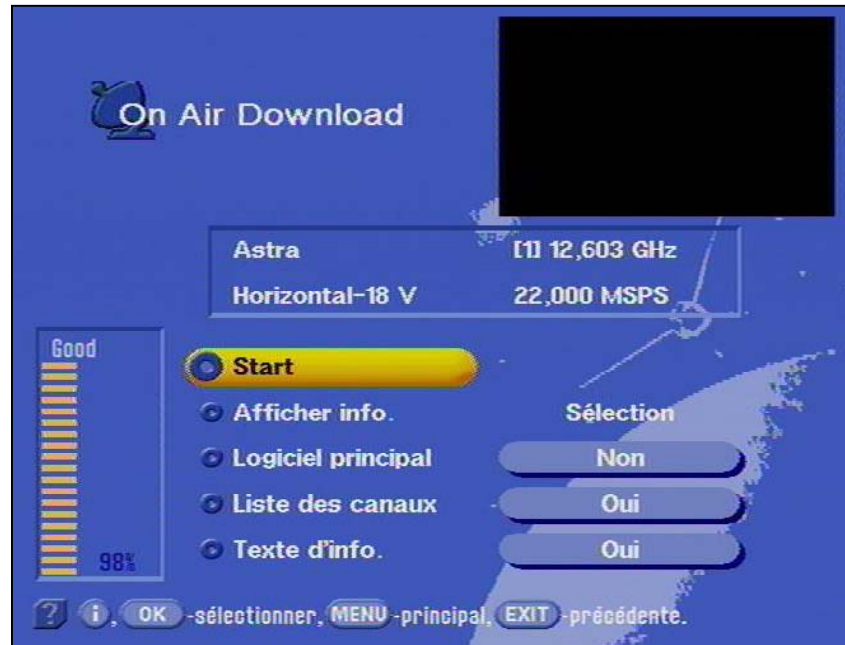 On Air Download
Astra [1] 12,603 GHz
Horizontal-18 V 22,000 MSPS
Good
Start
Afficher info. Sélection
Logiciel principal Non
Liste des canaux Oui
Texte d'info. Oui
98%
? i, OK -sélectionner, MENU -principal, EXIT -précédente.